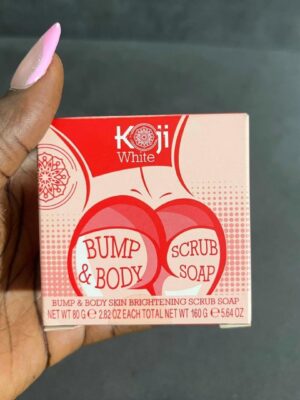 Koji
White
BUMP
& BODY
SCRUB
SOAP
BUMP & BODY SKIN BRIGHTENING SCRUB SOAP
NET WT 80 G ℮ 2.82 OZ EACH TOTAL NET WT 160 G ℮ 5.64 OZ